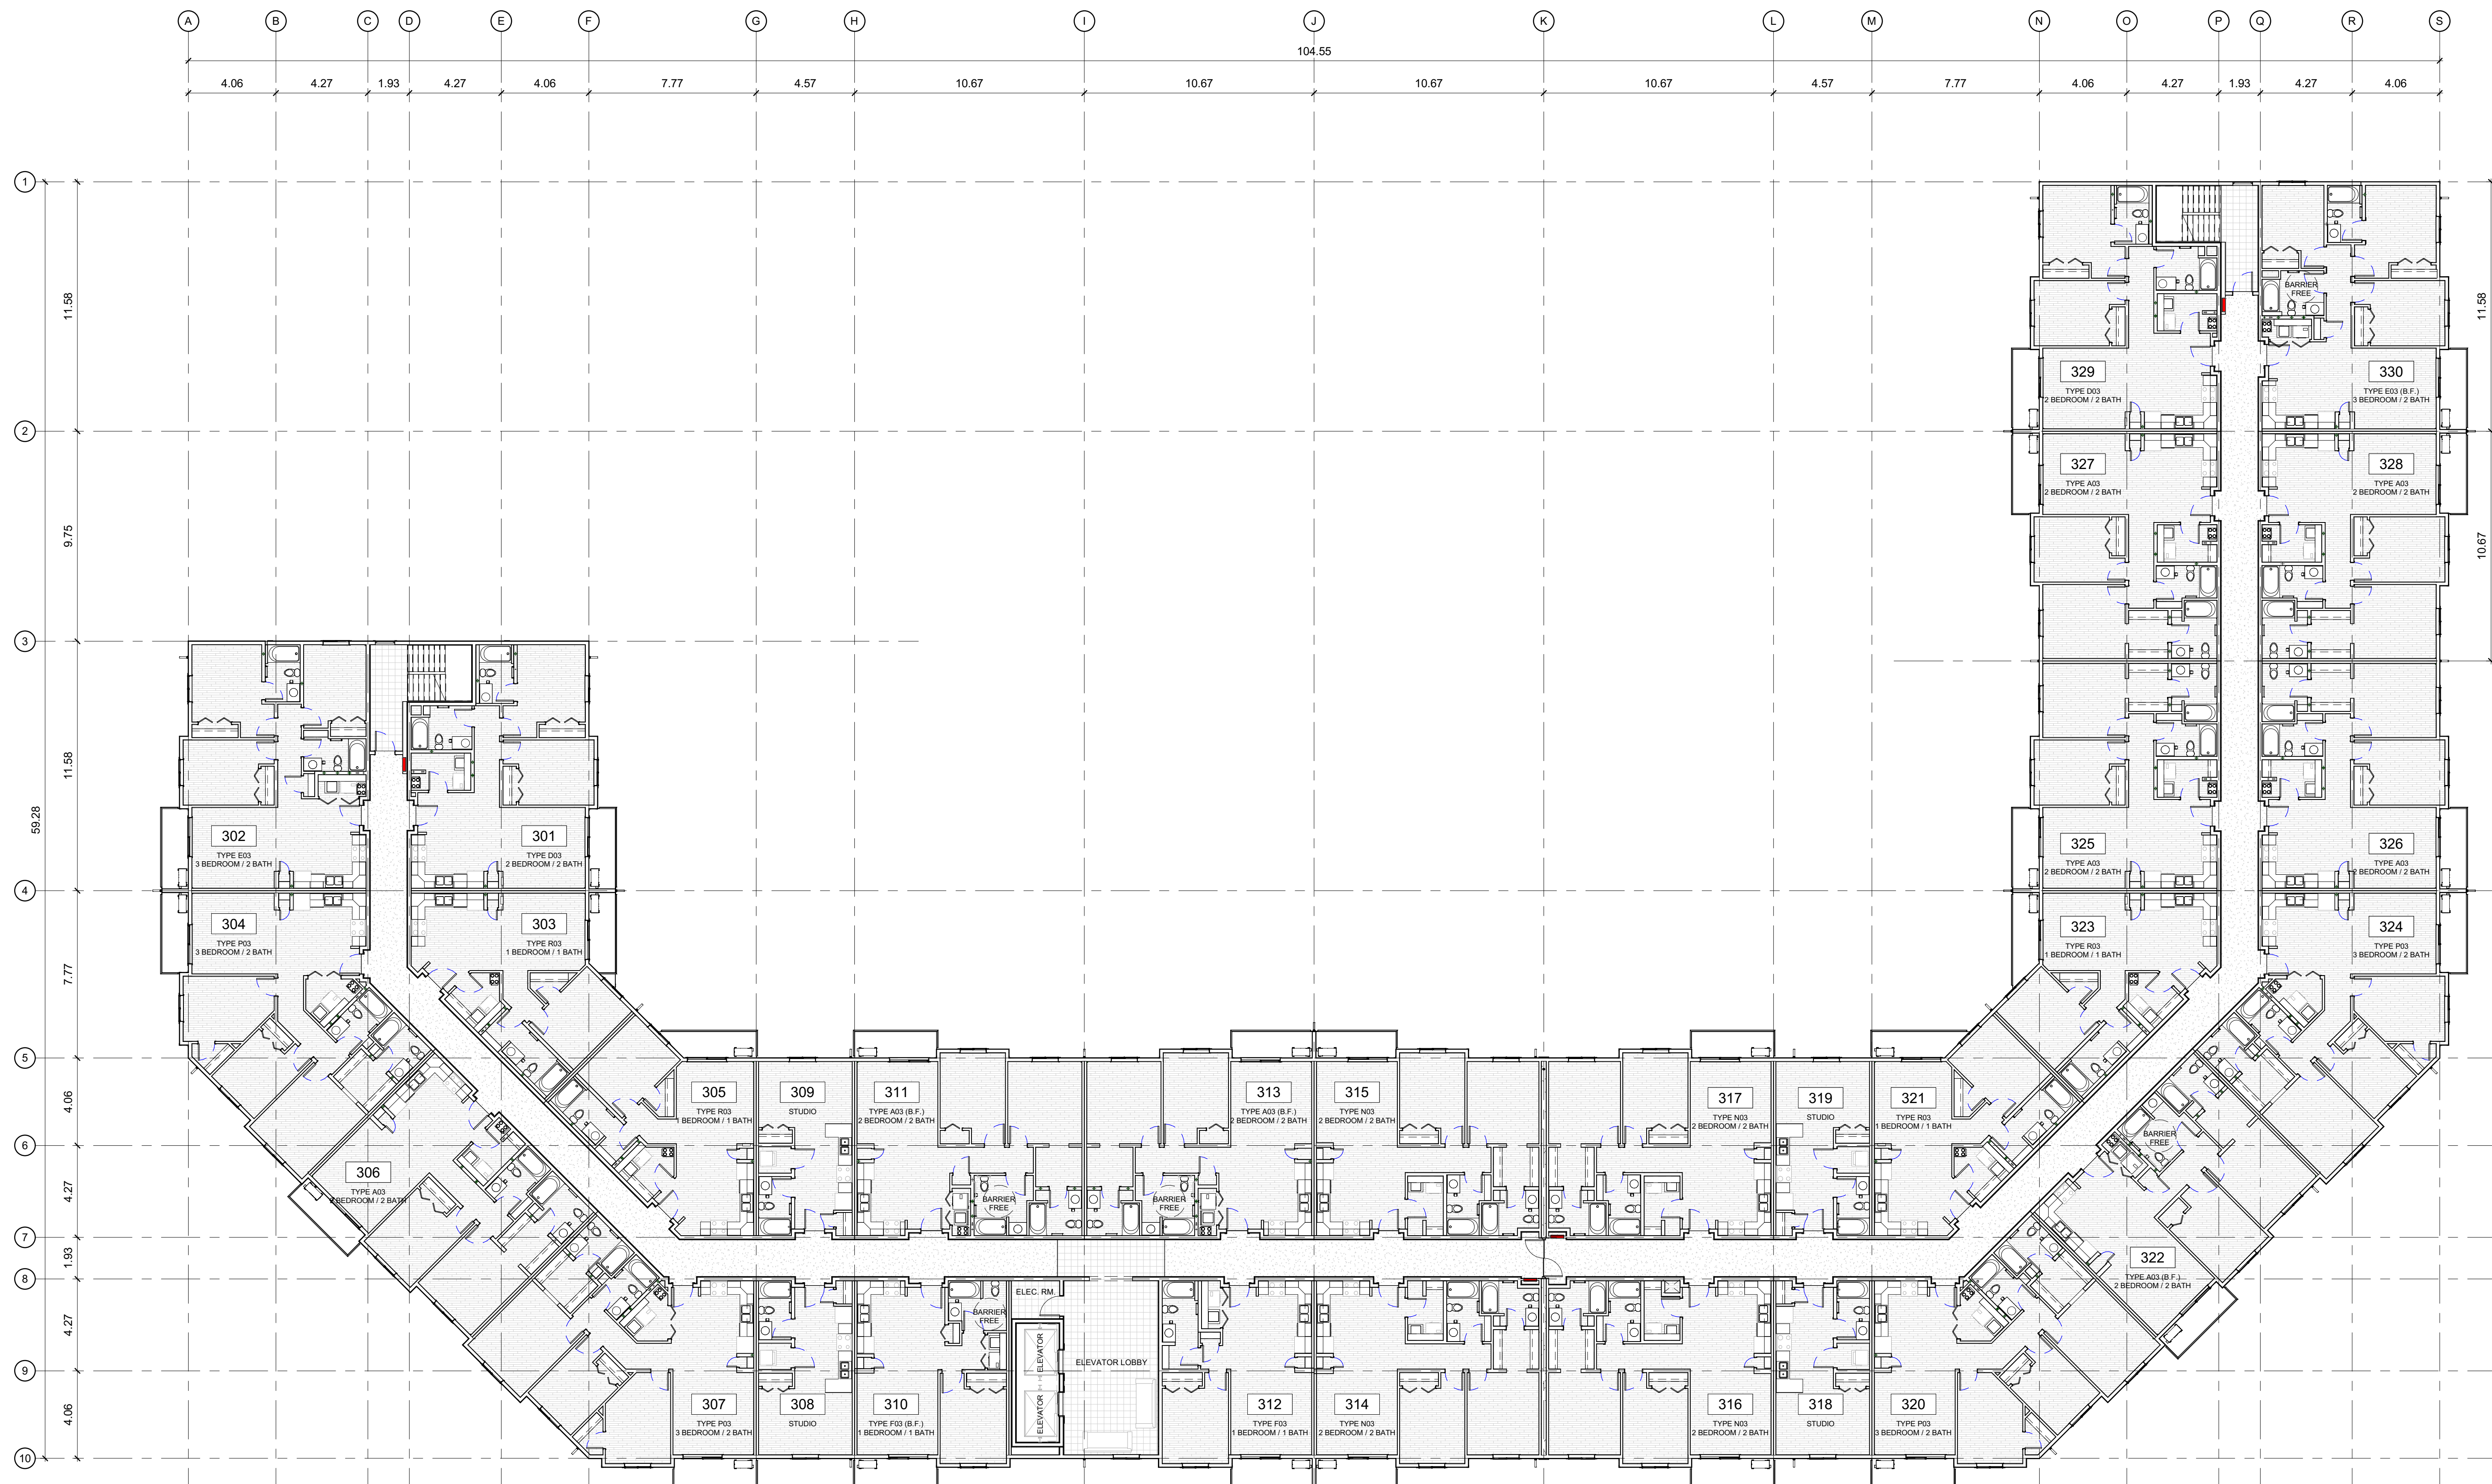 A B C D E F G H I J K L M N O P Q R S
104.55
4.06 4.27 1.93 4.27 4.06 7.77 4.57 10.67 10.67 10.67 10.67 4.57 7.77 4.06 4.27 1.93 4.27 4.06
1
2
3
4
5
6
7
8
9
10
59.28
11.58
9.75
11.58
7.77
4.06
4.27
1.93
4.27
4.06
11.58
10.67
BARRIER
FREE
329
TYPE D03
2 BEDROOM / 2 BATH
330
TYPE E03 (B.F.)
3 BEDROOM / 2 BATH
327
TYPE A03
2 BEDROOM / 2 BATH
328
TYPE A03
2 BEDROOM / 2 BATH
302
TYPE E03
3 BEDROOM / 2 BATH
301
TYPE D03
2 BEDROOM / 2 BATH
325
TYPE A03
2 BEDROOM / 2 BATH
326
TYPE A03
2 BEDROOM / 2 BATH
304
TYPE P03
3 BEDROOM / 2 BATH
303
TYPE R03
1 BEDROOM / 1 BATH
323
TYPE R03
1 BEDROOM / 1 BATH
324
TYPE P03
3 BEDROOM / 2 BATH
305
TYPE R03
1 BEDROOM / 1 BATH
309
STUDIO
311
TYPE A03 (B.F.)
2 BEDROOM / 2 BATH
313
TYPE A03 (B.F.)
2 BEDROOM / 2 BATH
315
TYPE N03
2 BEDROOM / 2 BATH
317
TYPE N03
2 BEDROOM / 2 BATH
319
STUDIO
321
TYPE R03
1 BEDROOM / 1 BATH
306
TYPE A03
2 BEDROOM / 2 BATH
BARRIER
FREE
BARRIER
FREE
BARRIER
FREE
322
TYPE A03 (B.F.)
2 BEDROOM / 2 BATH
ELEC. RM.
BARRIER
FREE
ELEVATOR
ELEVATOR
ELEVATOR LOBBY
307
TYPE P03
3 BEDROOM / 2 BATH
308
STUDIO
310
TYPE F03 (B.F.)
1 BEDROOM / 1 BATH
312
TYPE F03
1 BEDROOM / 1 BATH
314
TYPE N03
2 BEDROOM / 2 BATH
316
TYPE N03
2 BEDROOM / 2 BATH
318
STUDIO
320
TYPE P03
3 BEDROOM / 2 BATH